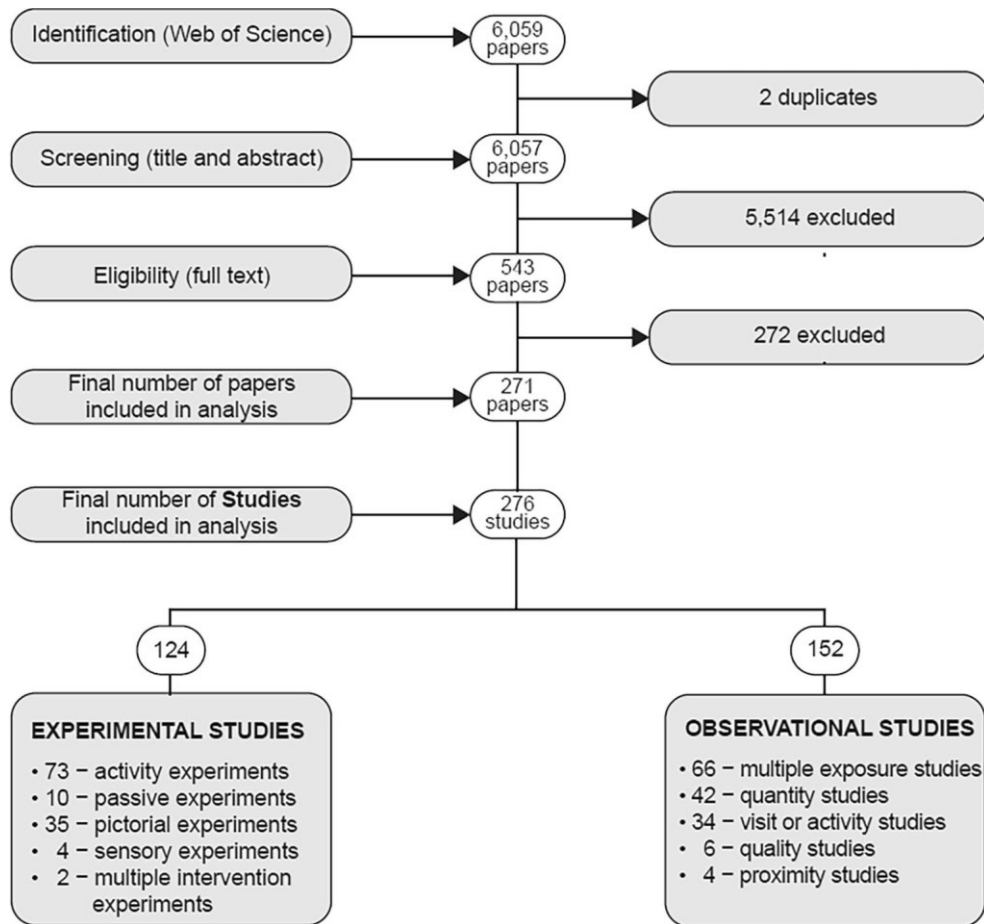 Identification (Web of Science)
6,059
papers
2 duplicates
Screening (title and abstract)
6,057
papers
5,514 excluded
Eligibility (full text)
543
papers
272 excluded
Final number of papers
included in analysis
271
papers
Final number of Studies
included in analysis
276
studies
124
152
EXPERIMENTAL STUDIES
• 73 – activity experiments
• 10 – passive experiments
• 35 – pictorial experiments
• 4 – sensory experiments
• 2 – multiple intervention
experiments
OBSERVATIONAL STUDIES
• 66 – multiple exposure studies
• 42 – quantity studies
• 34 – visit or activity studies
• 6 – quality studies
• 4 – proximity studies